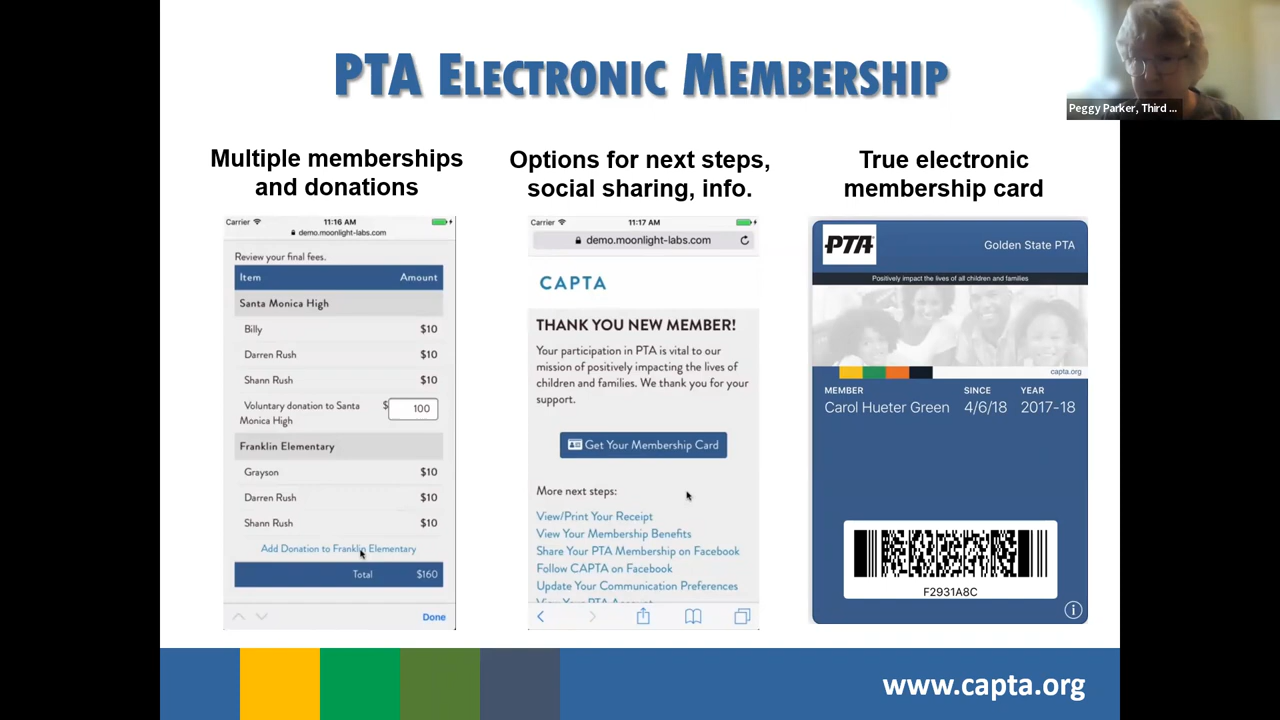 PTA ELECTRONIC MEMBERSHIP
Peggy Parker, Third ...
Multiple memberships
and donations
Carrier 11:16 AM
demo.moonlight-labs.com
Review your final fees.
Item Amount
Santa Monica High
Billy $10
Darren Rush $10
Shann Rush $10
Voluntary donation to Santa
Monica High $ 100
Franklin Elementary
Grayson $10
Darren Rush $10
Shann Rush $10
Add Donation to Franklin Elementary
Total $160
Done
Options for next steps,
social sharing, info.
Carrier 11:17 AM
demo.moonlight-labs.com
CAPTA
THANK YOU NEW MEMBER!
Your participation in PTA is vital to our
mission of positively impacting the lives of
children and families. We thank you for your
support.
Get Your Membership Card
More next steps:
View/Print Your Receipt
View Your Membership Benefits
Share Your PTA Membership on Facebook
Follow CAPTA on Facebook
Update Your Communication Preferences
View Your PTA Account
True electronic
membership card
PTA
Golden State PTA
Positively impact the lives of all children and families
capta.org
MEMBER SINCE YEAR
Carol Hueter Green 4/6/18 2017-18
F2931A8C
www.capta.org